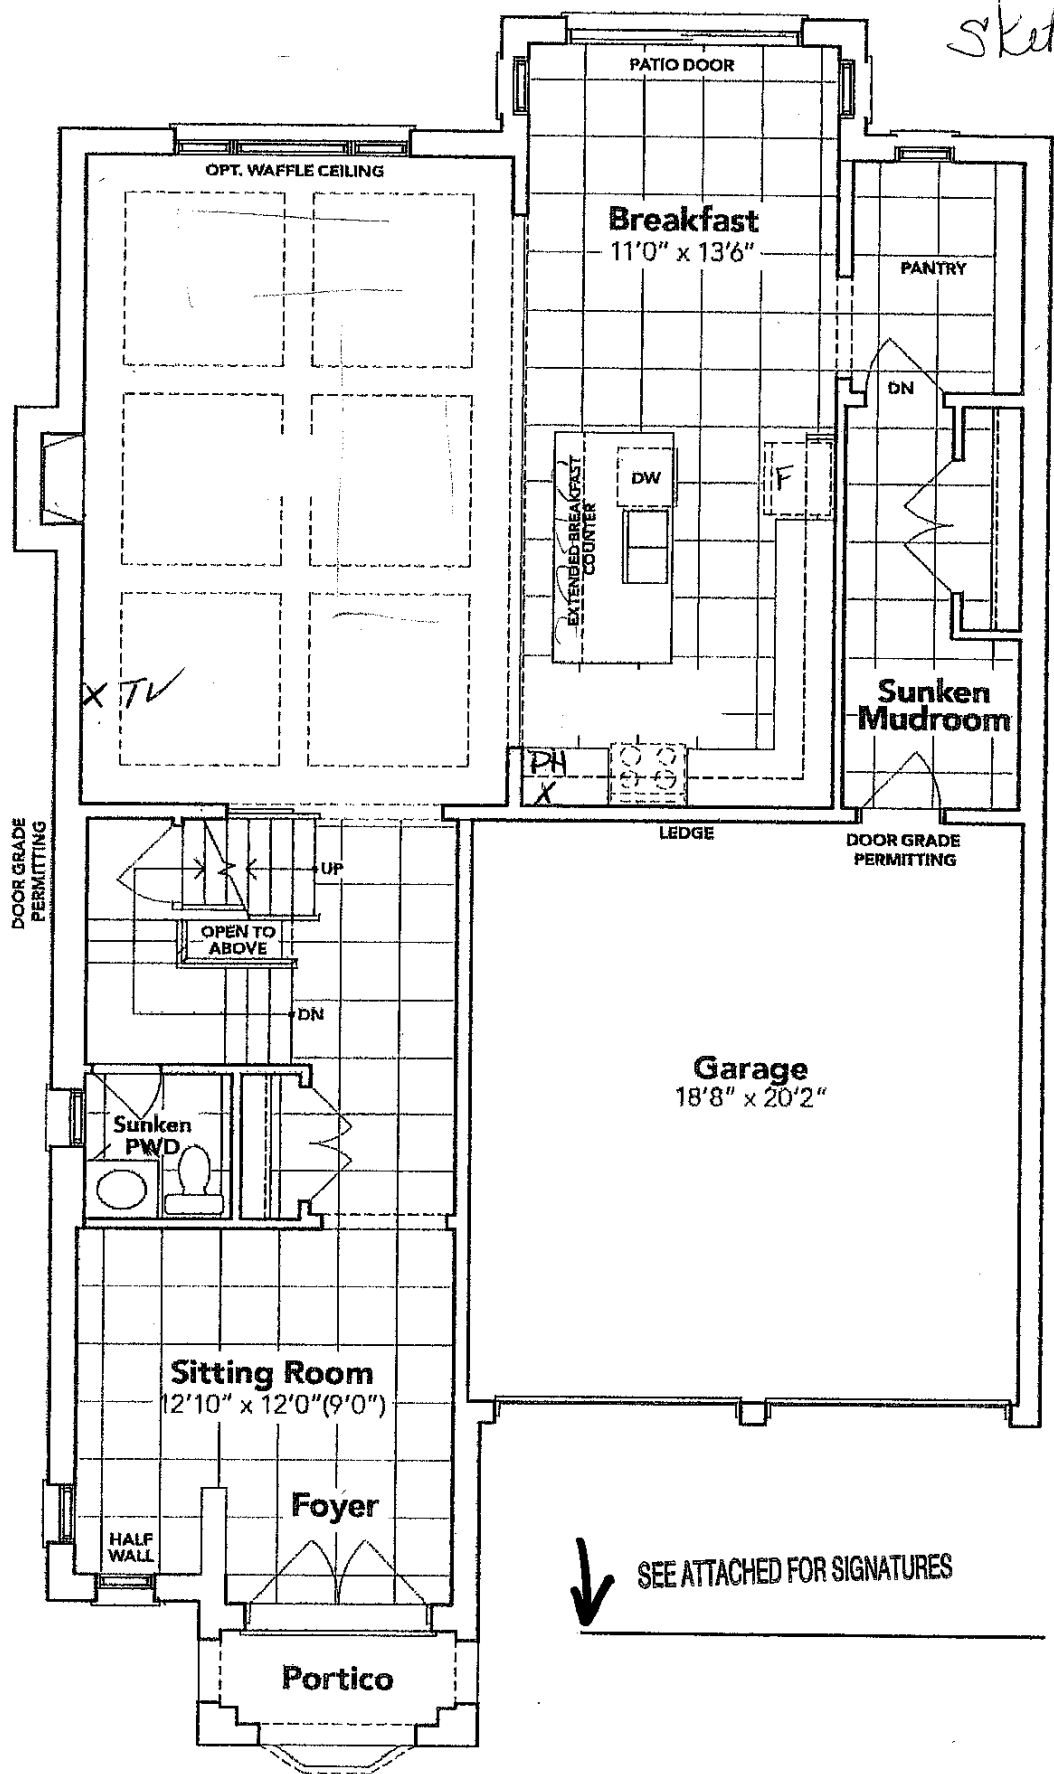 PATIO DOOR
OPT. WAFFLE CEILING
Breakfast
11'0" x 13'6"
PANTRY
DN
DW
F
EXTENDED BREAKFAST
COUNTER
X TV
Sunken
Mudroom
PH
X
LEDGE
DOOR GRADE
PERMITTING
DOOR GRADE
PERMITTING
UP
OPEN TO
ABOVE
DN
Garage
18'8" x 20'2"
Sunken
PWD
Sitting Room
12'10" x 12'0"(9'0")
Foyer
HALF
WALL
SEE ATTACHED FOR SIGNATURES
Portico